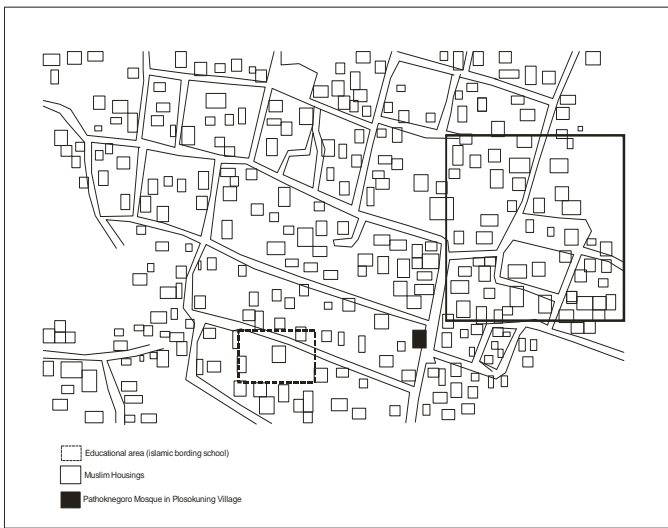 Educational area (islamic bording school)
Muslim Housings
Pathoknegoro Mosque in Plosokuning Village